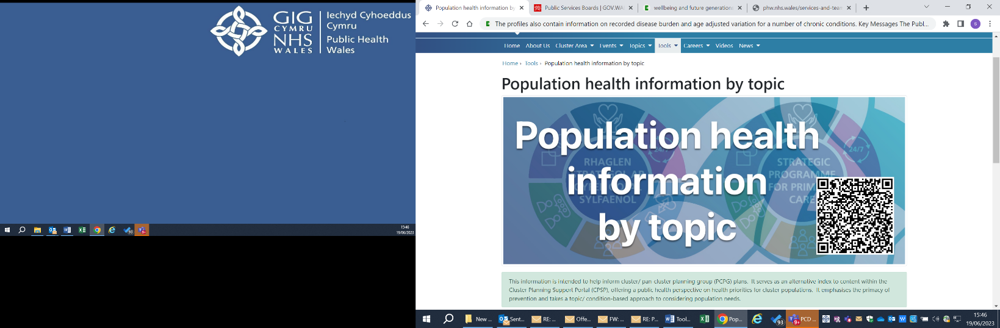 GIG
CYMRU
NHS
WALES
Iechyd Cyhoeddus
Cymru
Public Health
Wales
15:46
19/06/2023
93
9+
Population health information by
Public Services Boards | GOV.WAL
wellbeing and future generations
phw.nhs.wales/services-and-team
The profiles also contain information on recorded disease burden and age adjusted variation for a number of chronic conditions. Key Messages The Publ...
S
Home About Us Cluster Area Events Topics Tools Careers Videos News
Home › Tools › Population health information by topic
Population health information by topic
Population health
information
by topic
RHAGLEN
SYLFAENOL
24/7
STRATEGIC
PROGRAMME
FOR PRIM
CARE
24/7
This information is intended to help inform cluster/ pan-cluster planning group (PCPG) plans. It serves as an alternative index to content within the
Cluster Planning Support Portal (CPSP), offering a public health perspective on health priorities for cluster populations. It emphasises the primacy of
prevention and takes a topic/ condition-based approach to considering population needs.
New ... Sent... RE: ... Offe... FW: ... RE: P... Tool... Pop... 93 9+ PCD ...
15:46
19/06/2023